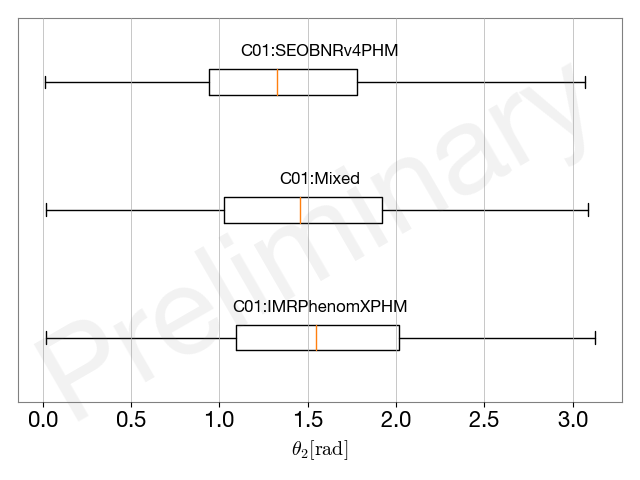 C01:SEOBNRv4PHM
C01:Mixed
C01:IMRPhenomXPHM
Preliminary
0.0 0.5 1.0 1.5 2.0 2.5 3.0
θ₂[rad]